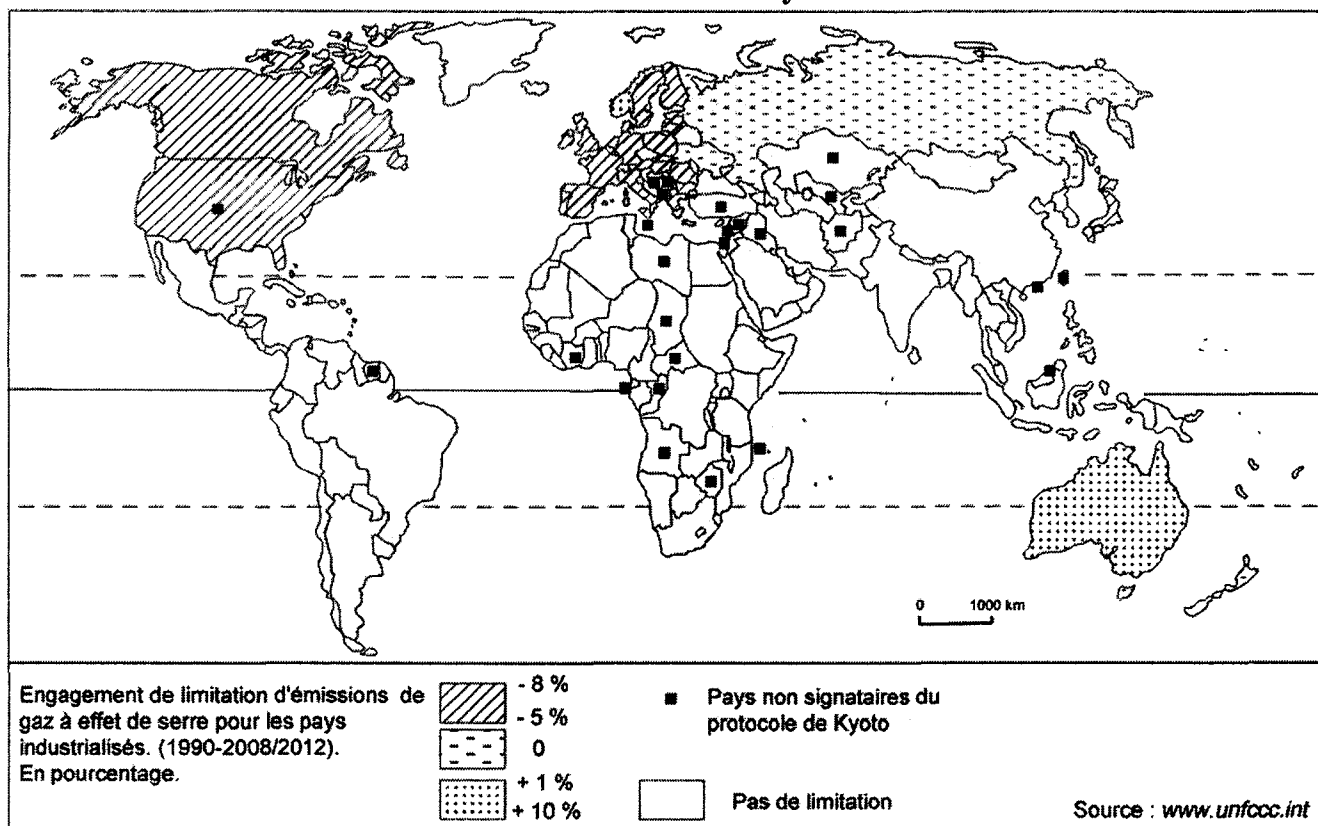 0 1000 km
Engagement de limitation d'émissions de
gaz à effet de serre pour les pays
industrialisés. (1990-2008/2012).
En pourcentage.
- 8 %
- 5 %
0
+ 1 %
+ 10 %
Pays non signataires du
protocole de Kyoto
Pas de limitation
Source : www.unfccc.int